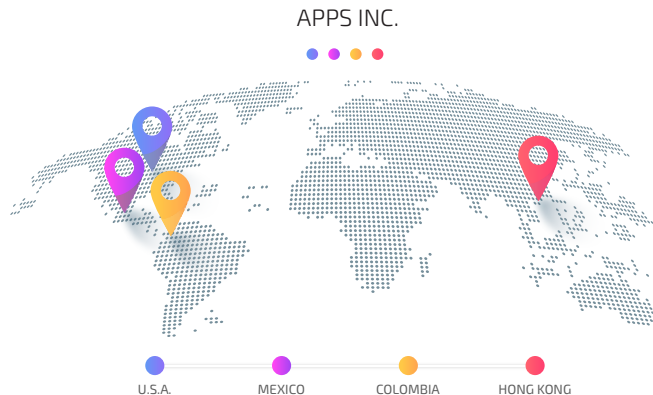 APPS INC.
U.S.A.
MEXICO
COLOMBIA
HONG KONG